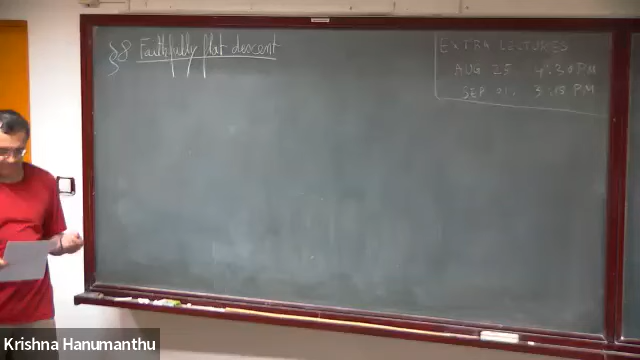 §8 Faithfully flat descent
EXTRA LECTURES
AUG 25 4:30 PM
SEP 01: 3:15 PM
Krishna Hanumanthu